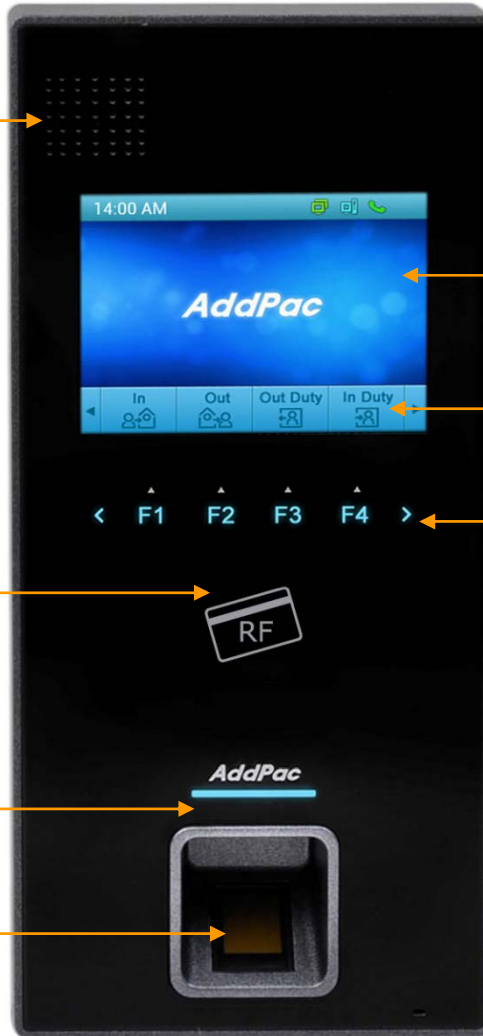 14:00 AM
AddPac
In Out Out Duty In Duty
< F1 F2 F3 F4 >
RF
AddPac